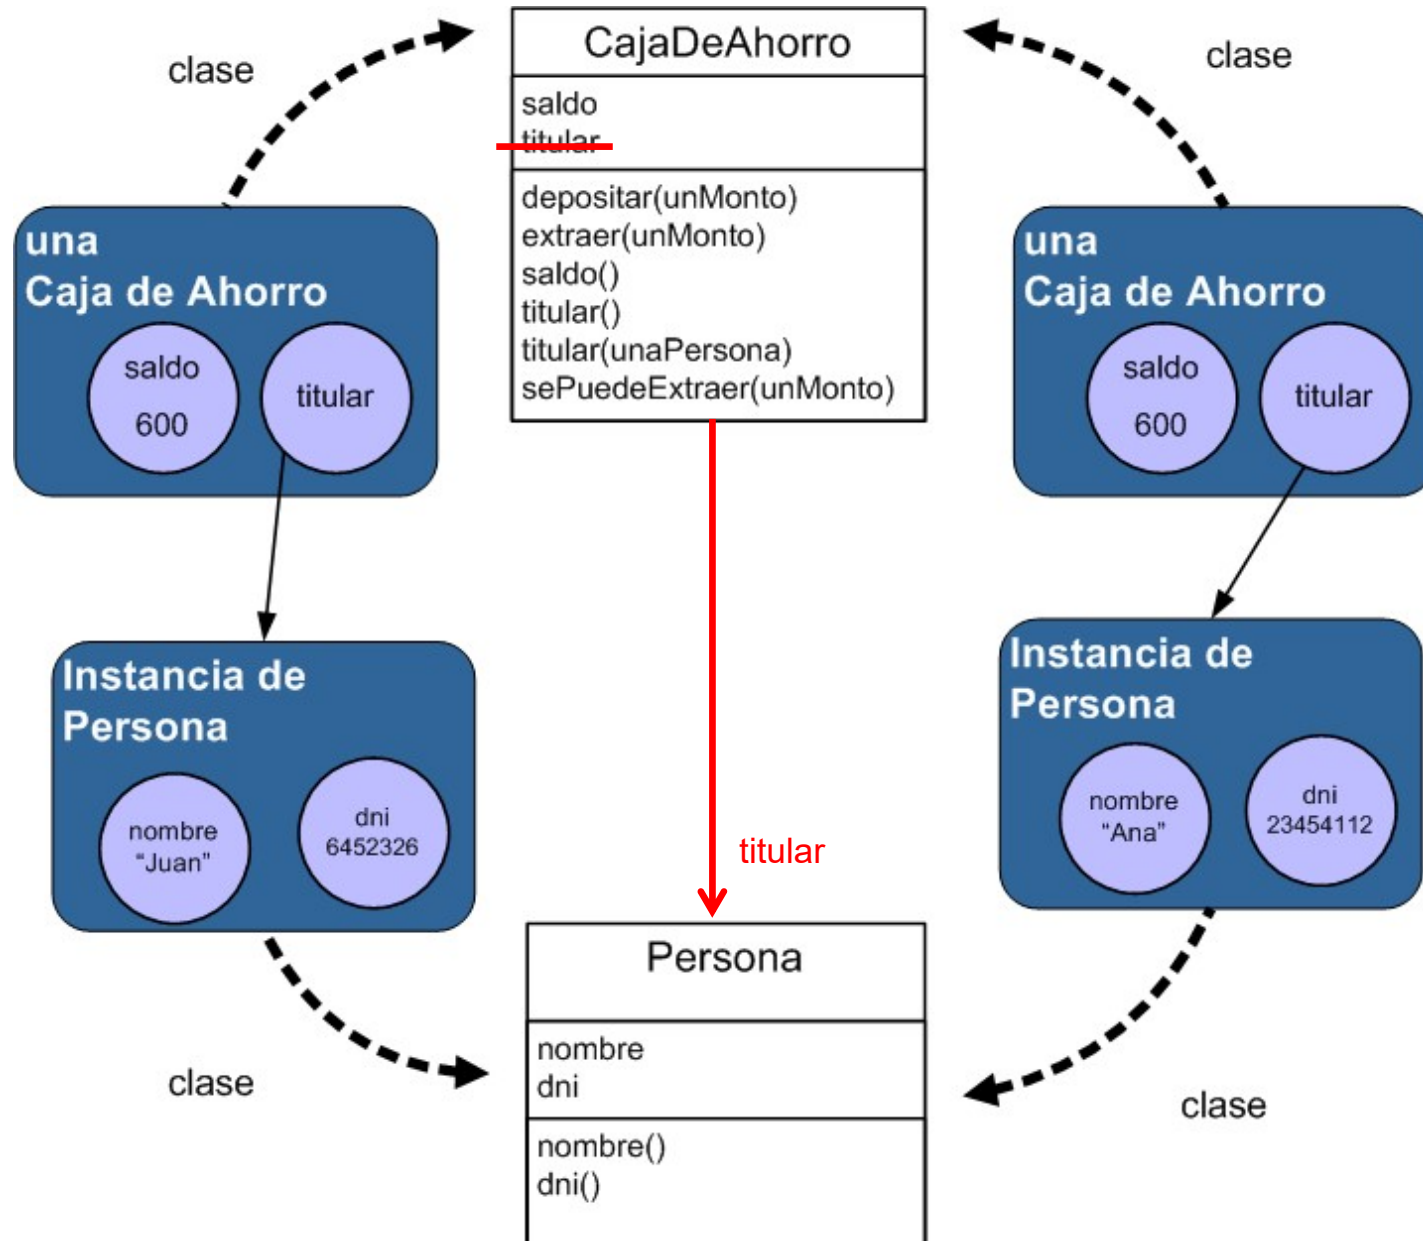 clase
CajaDeAhorro
saldo
titular
depositar(unMonto)
extraer(unMonto)
saldo()
titular()
titular(unaPersona)
sePuedeExtraer(unMonto)
clase
una
Caja de Ahorro
saldo
600
titular
una
Caja de Ahorro
saldo
600
titular
Instancia de
Persona
nombre
“Juan”
dni
6452326
titular
Instancia de
Persona
nombre
“Ana”
dni
23454112
clase
Persona
nombre
dni
nombre()
dni()
clase